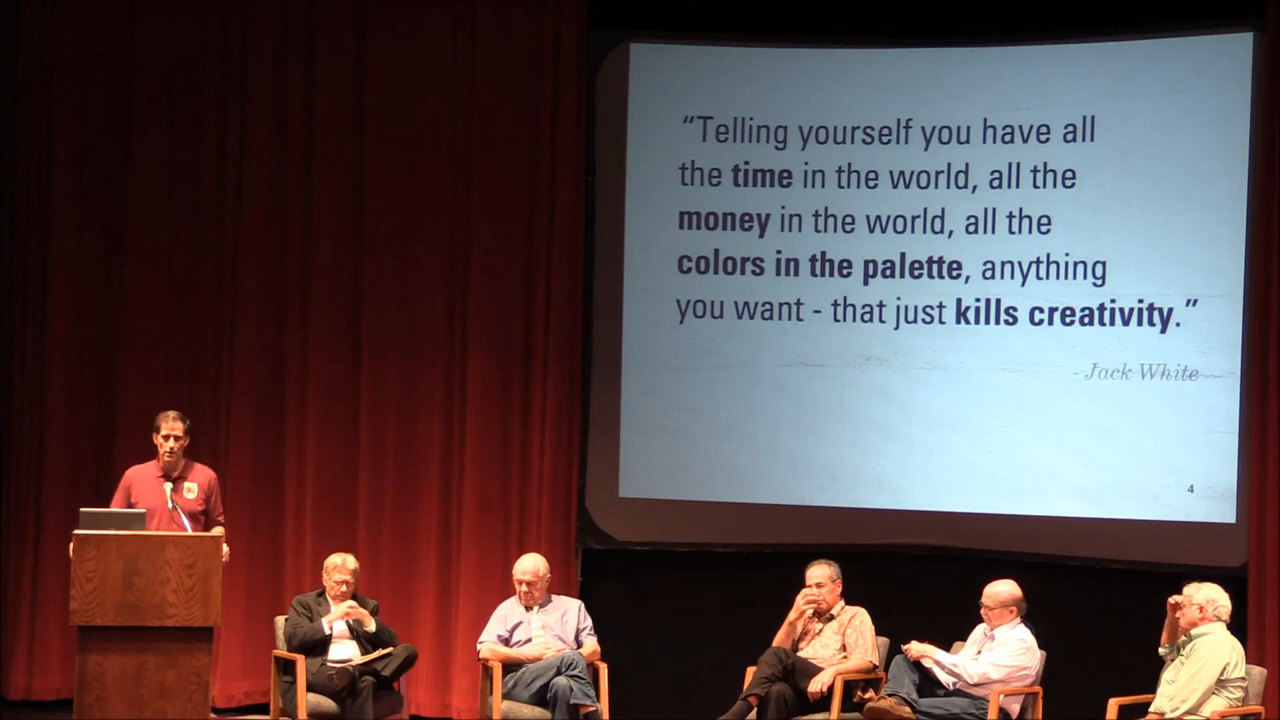 “Telling yourself you have all
the time in the world, all the
money in the world, all the
colors in the palette, anything
you want - that just kills creativity.”
- Jack White
4